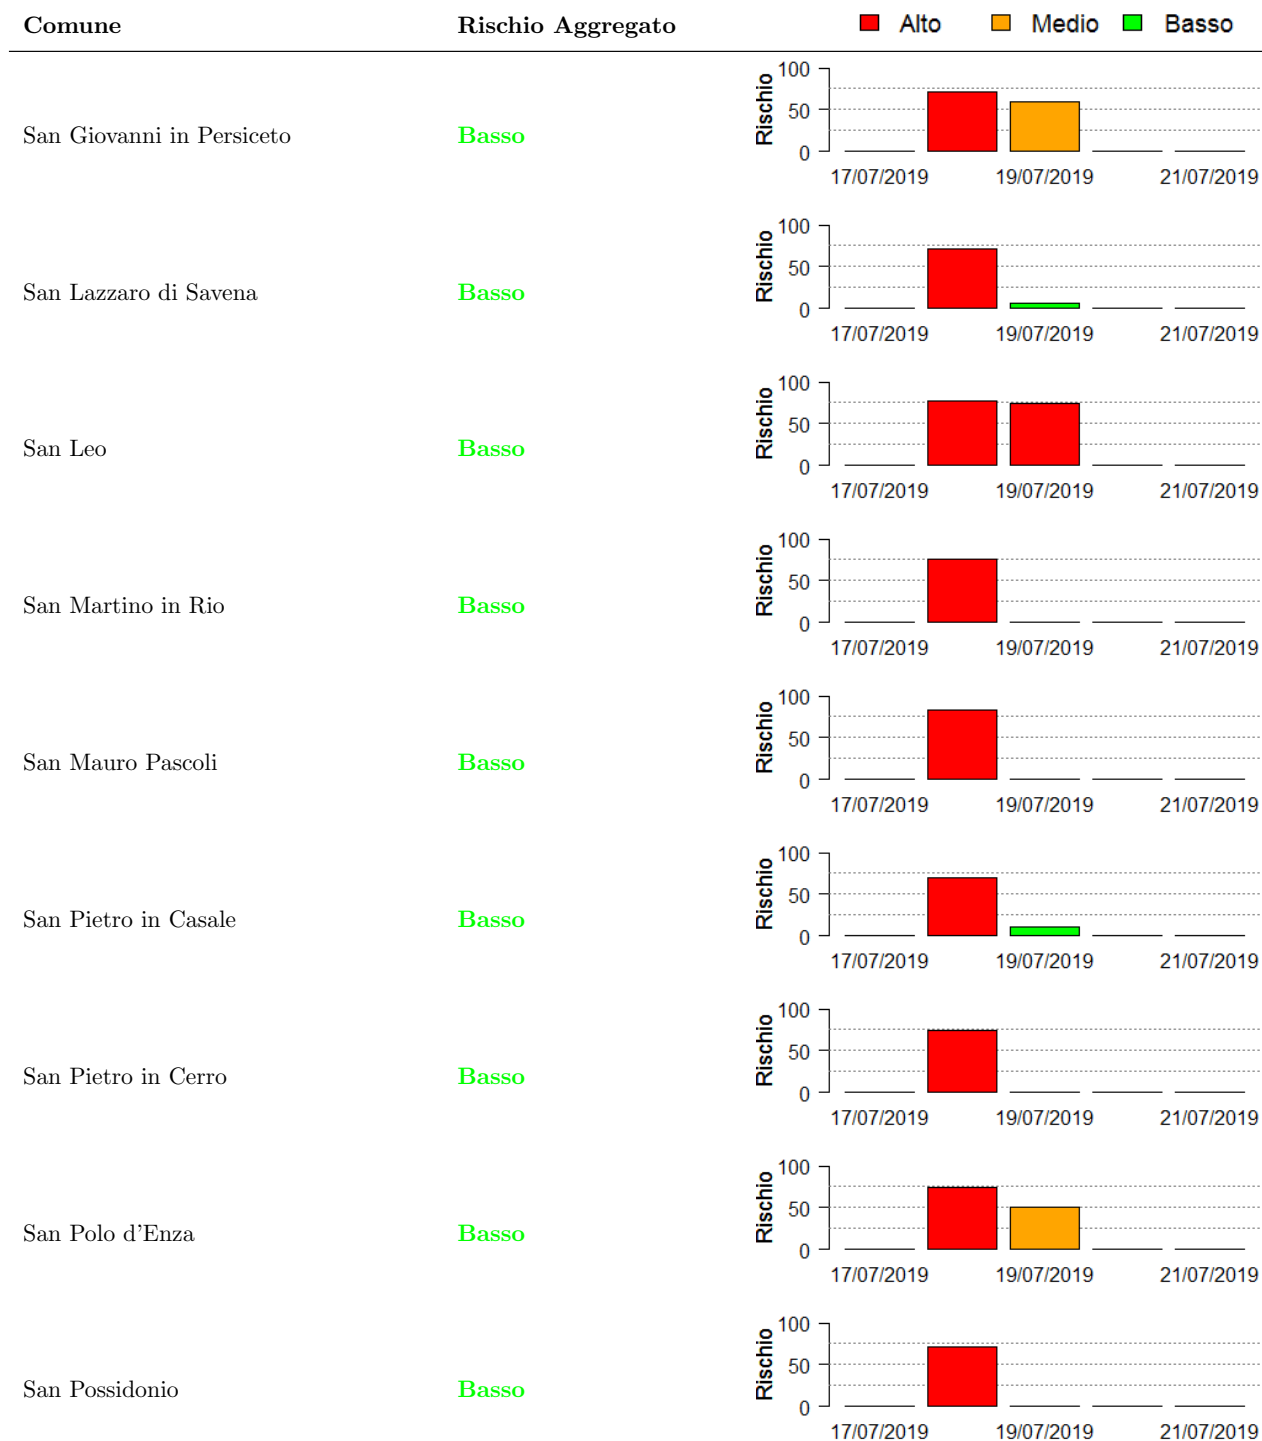 Comune Rischio Aggregato Alto Medio Basso
San Giovanni in Persiceto Basso
Rischio
100
50
0
17/07/2019 19/07/2019 21/07/2019
San Lazzaro di Savena Basso
Rischio
100
50
0
17/07/2019 19/07/2019 21/07/2019
San Leo Basso
Rischio
100
50
0
17/07/2019 19/07/2019 21/07/2019
San Martino in Rio Basso
Rischio
100
50
0
17/07/2019 19/07/2019 21/07/2019
San Mauro Pascoli Basso
Rischio
100
50
0
17/07/2019 19/07/2019 21/07/2019
San Pietro in Casale Basso
Rischio
100
50
0
17/07/2019 19/07/2019 21/07/2019
San Pietro in Cerro Basso
Rischio
100
50
0
17/07/2019 19/07/2019 21/07/2019
San Polo d'Enza Basso
Rischio
100
50
0
17/07/2019 19/07/2019 21/07/2019
San Possidonio Basso
Rischio
100
50
0
17/07/2019 19/07/2019 21/07/2019